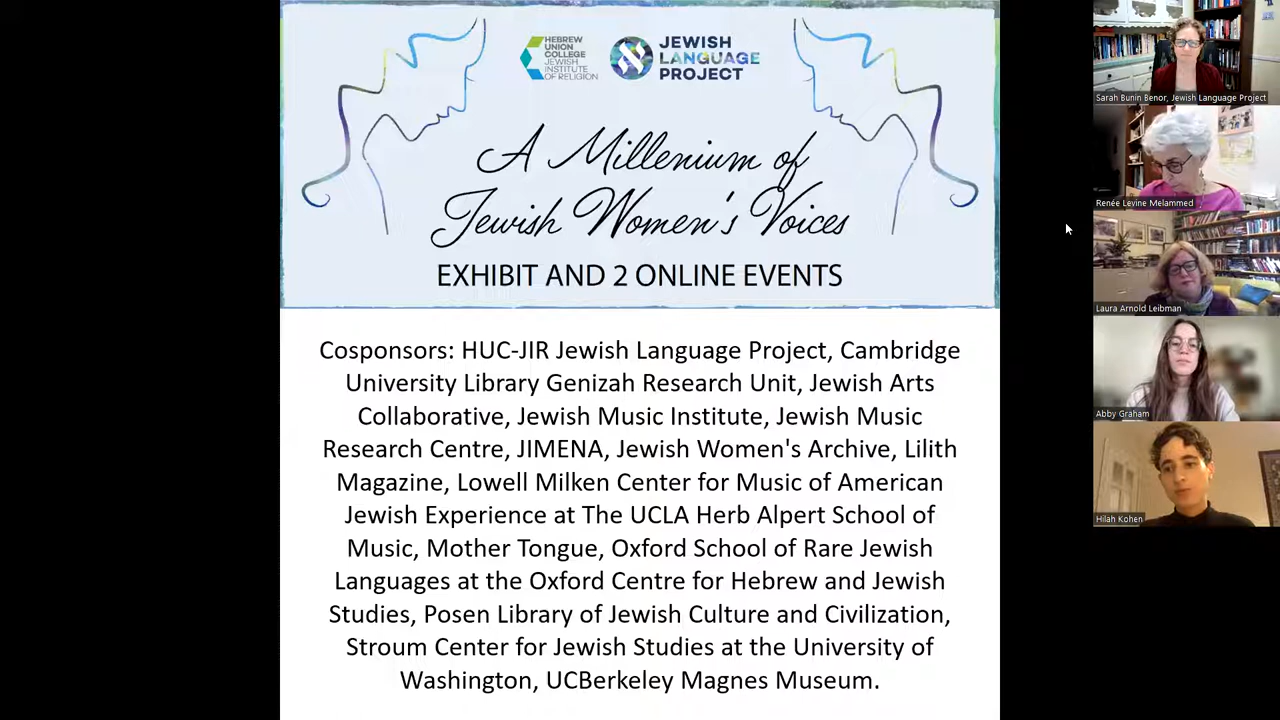 HEBREW
UNION
COLLEGE
JEWISH
INSTITUTE
OF RELIGION
JEWISH
LANGUAGE
PROJECT
A Millenium of
Jewish Women's Voices
EXHIBIT AND 2 ONLINE EVENTS
Cosponsors: HUC-JIR Jewish Language Project, Cambridge
University Library Genizah Research Unit, Jewish Arts
Collaborative, Jewish Music Institute, Jewish Music
Research Centre, JIMENA, Jewish Women's Archive, Lilith
Magazine, Lowell Milken Center for Music of American
Jewish Experience at The UCLA Herb Alpert School of
Music, Mother Tongue, Oxford School of Rare Jewish
Languages at the Oxford Centre for Hebrew and Jewish
Studies, Posen Library of Jewish Culture and Civilization,
Stroum Center for Jewish Studies at the University of
Washington, UCBerkeley Magnes Museum.
Sarah Bunin Benor, Jewish Language Project
Renée Levine Melammed
Laura Arnold Leibman
Abby Graham
Hilah Kohen